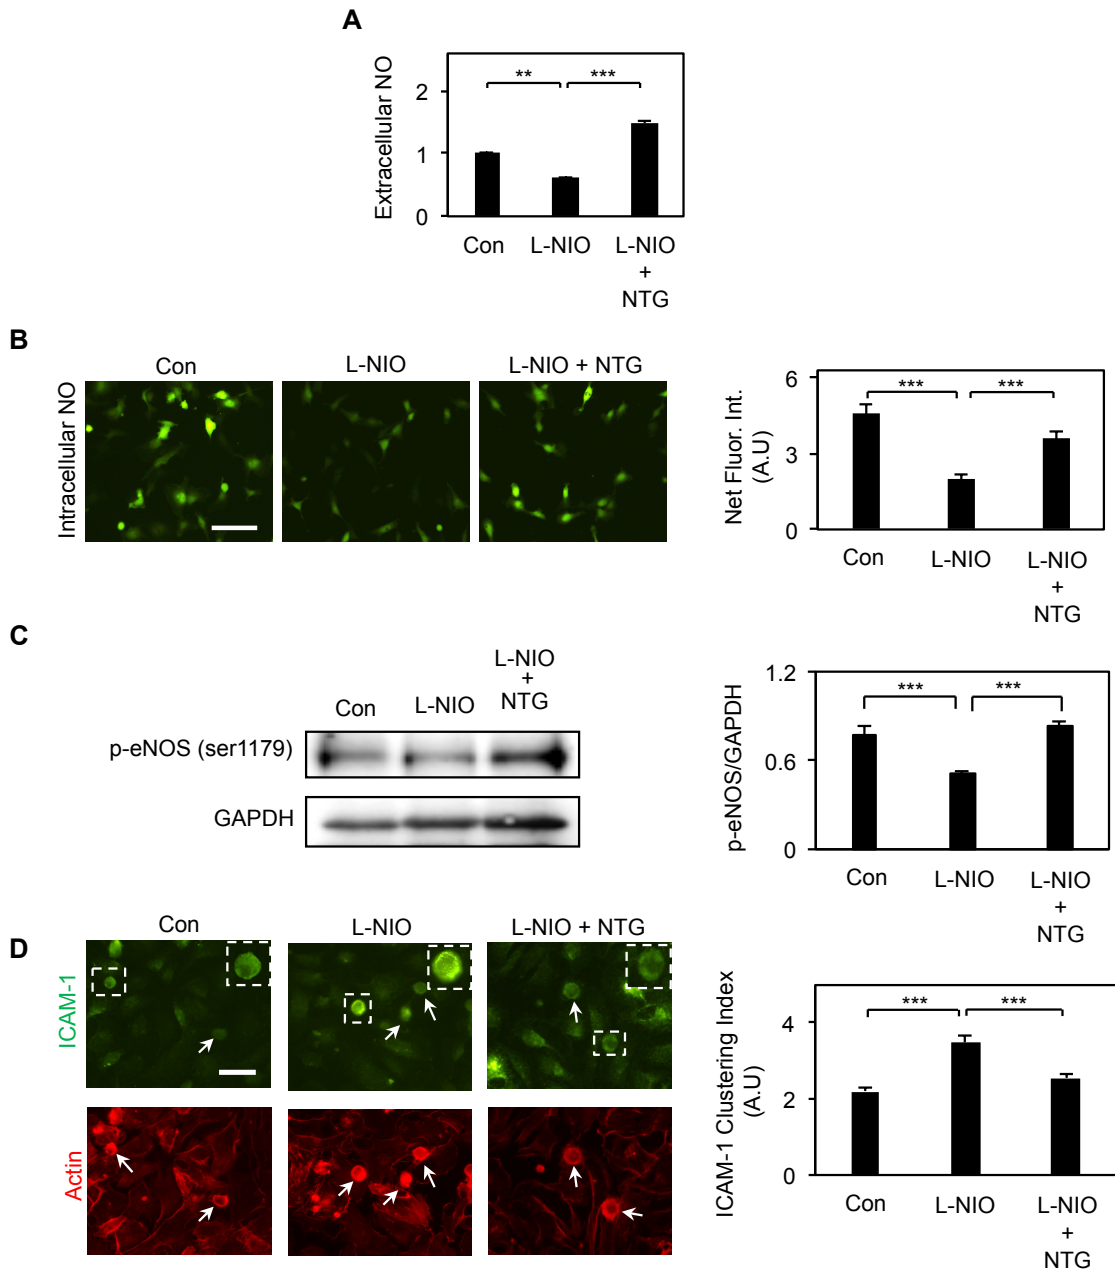 A
Extracellular NO
2
1
0
** ***
Con L-NIO L-NIO
+
NTG
B
Con L-NIO L-NIO + NTG
Intracellular NO
Net Fluor. Int.
(A.U)
6
3
0
*** ***
Con L-NIO L-NIO
+
NTG
C
Con L-NIO L-NIO
+
NTG
p-eNOS (ser1179)
GAPDH
p-eNOS/GAPDH
1.2
0.6
0
*** ***
Con L-NIO L-NIO
+
NTG
D
Con L-NIO L-NIO + NTG
ICAM-1
Actin
ICAM-1 Clustering Index
(A.U)
4
2
0
*** ***
Con L-NIO L-NIO
+
NTG